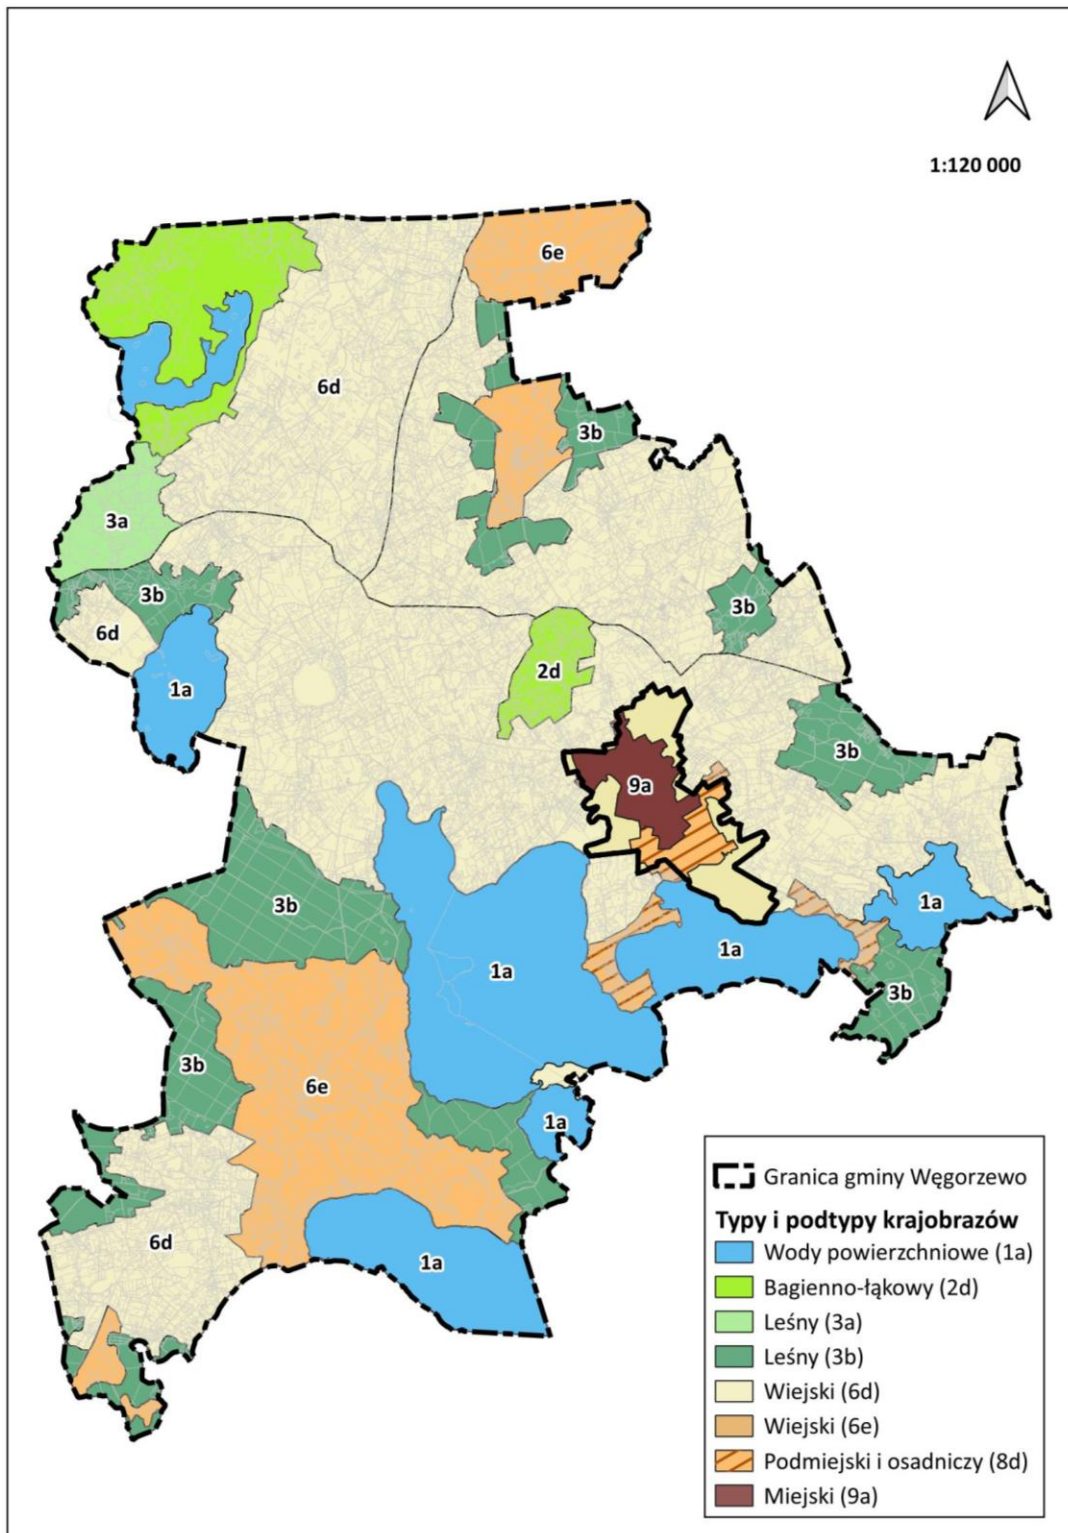 1:120 000
6e
6d
3b
3a
3b
3b
6d
2d
1a
3b
9a
3b
1a
1a
1a
3b
3b
6e
1a
6d
1a
Granica gminy Węgorzewo
Typy i podtypy krajobrazów
Wody powierzchniowe (1a)
Bagienno-łąkowy (2d)
Leśny (3a)
Leśny (3b)
Wiejski (6d)
Wiejski (6e)
Podmiejski i osadniczy (8d)
Miejski (9a)